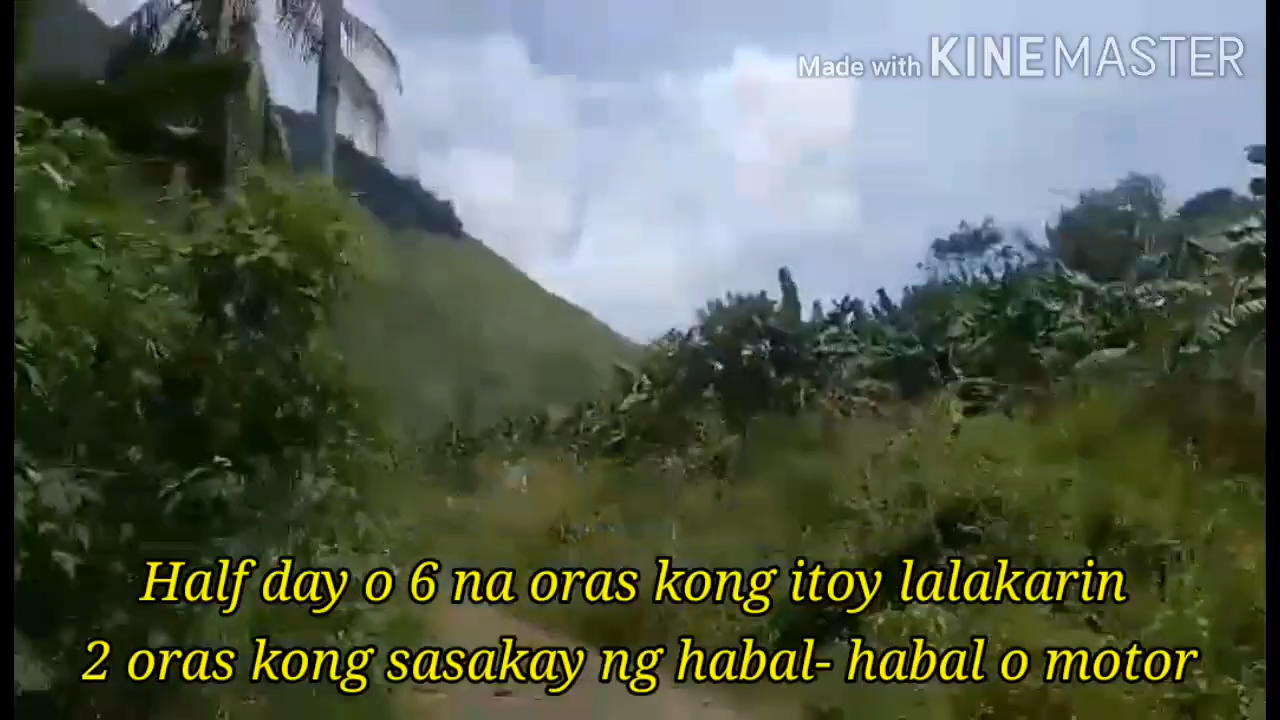 Made with KINEMASTER
Half day o 6 na oras kong itoy lalakarin
2 oras kong sasakay ng habal- habal o motor